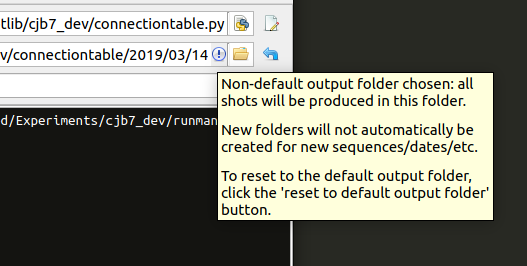 tlib/cjb7_dev/connectiontable.py
v/connectiontable/2019/03/14
d/Experiments/cjb7_dev/runman
Non-default output folder chosen: all
shots will be produced in this folder.
New folders will not automatically be
created for new sequences/dates/etc.
To reset to the default output folder,
click the 'reset to default output folder'
button.